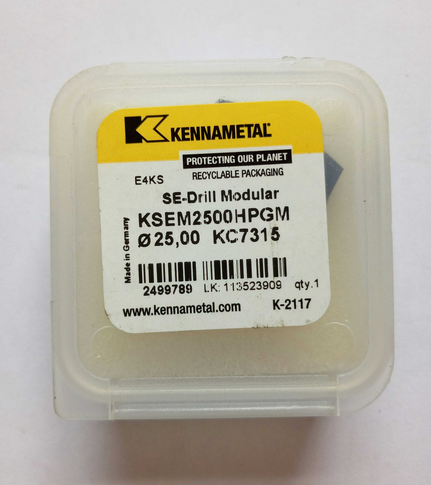 KENNAMETAL®
PROTECTING OUR PLANET
RECYCLABLE PACKAGING
E4KS
SE-Drill Modular
KSEM2500HPGM
Ø 25,00 KC7315
Made in Germany
2499789 LK: 113523909 qty.1
www.kennametal.com K-2117